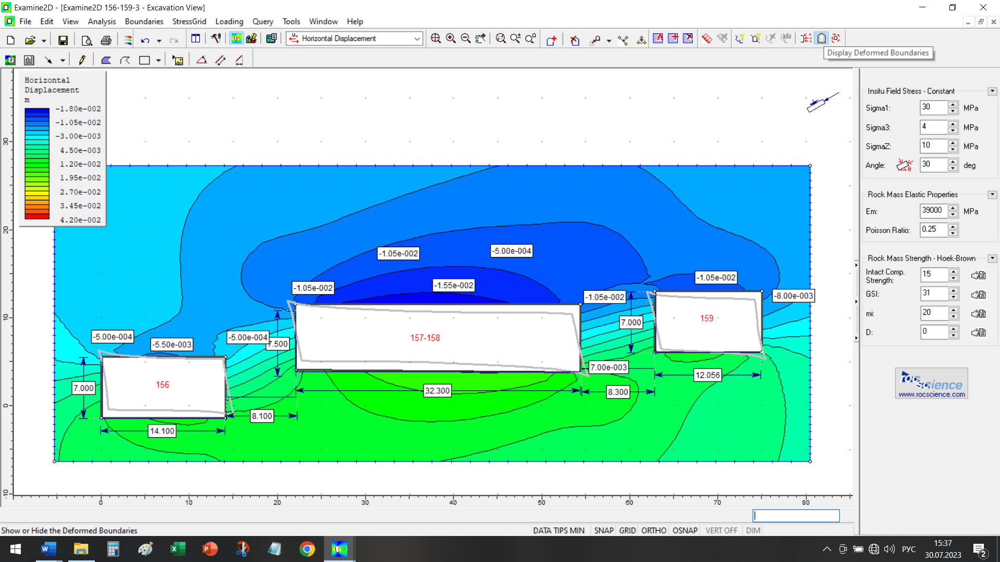 Examine2D - [Examine2D 156-159-3 - Excavation View]
File Edit View Analysis Boundaries StressGrid Loading Query Tools Window Help
Horizontal Displacement
Display Deformed Boundaries
Horizontal
Displacement
m
-1.80e-002
-1.05e-002
-3.00e-003
4.50e-003
1.20e-002
1.95e-002
2.70e-002
3.45e-002
4.20e-002
30
20
10
0
-10
-1.05e-002
-5.00e-004
-1.05e-002
-1.55e-002
-1.05e-002
-1.05e-002
-8.00e-003
-5.00e-004
-5.50e-003
-5.00e-004
7.500
157-158
7.000
159
7.00e-003
7.000
156
32.300
8.300
12.056
8.100
14.100
0 10 20 30 40 50 60 70 80
Insitu Field Stress - Constant
Sigma1: 30 MPa
Sigma3: 4 MPa
SigmaZ: 10 MPa
Angle: θ 30 deg
Rock Mass Elastic Properties
Em: 39000 MPa
Poisson Ratio: 0.25
Rock Mass Strength - Hoek-Brown
Intact Comp.
Strength: 15
GSI: 31
mi: 20
D: 0
rocscience
www.rocscience.com
Show or Hide the Deformed Boundaries
DATA TIPS MIN SNAP GRID ORTHO OSNAP VERT OFF DIM
РУС
15:37
30.07.2023
2